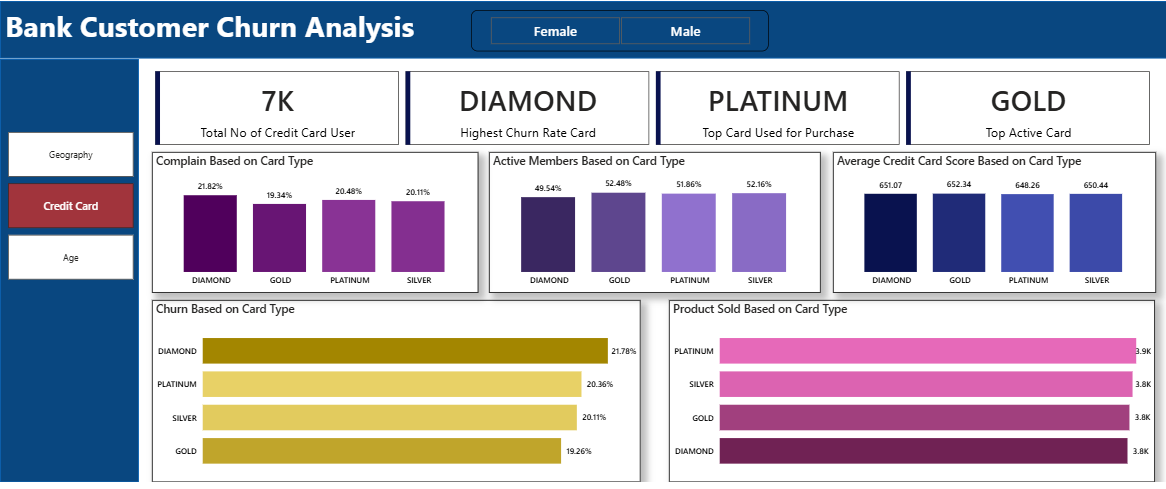 Bank Customer Churn Analysis
Female
Male
Geography
Credit Card
Age
7K
Total No of Credit Card User
DIAMOND
Highest Churn Rate Card
PLATINUM
Top Card Used for Purchase
GOLD
Top Active Card
Complain Based on Card Type
21.82%
19.34%
20.48%
20.11%
DIAMOND
GOLD
PLATINUM
SILVER
Active Members Based on Card Type
49.54%
52.48%
51.86%
52.16%
DIAMOND
GOLD
PLATINUM
SILVER
Average Credit Card Score Based on Card Type
651.07
652.34
648.26
650.44
DIAMOND
GOLD
PLATINUM
SILVER
Churn Based on Card Type
DIAMOND 21.78%
PLATINUM 20.36%
SILVER 20.11%
GOLD 19.26%
Product Sold Based on Card Type
PLATINUM 3.9K
SILVER 3.8K
GOLD 3.8K
DIAMOND 3.8K